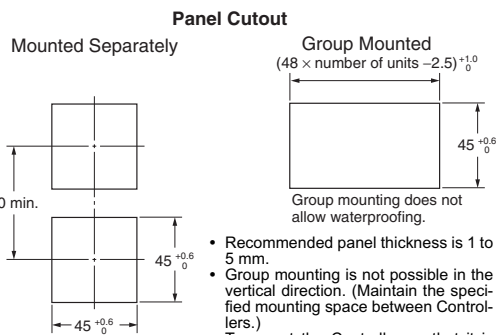 Panel Cutout
Mounted Separately
Group Mounted
(48 × number of units −2.5) +1.0 0
45 +0.6 0
Group mounting does not
allow waterproofing.
0 min.
45 +0.6 0
45 +0.6 0
• Recommended panel thickness is 1 to
5 mm.
• Group mounting is not possible in the
vertical direction. (Maintain the speci-
fied mounting space between Control-
lers.)